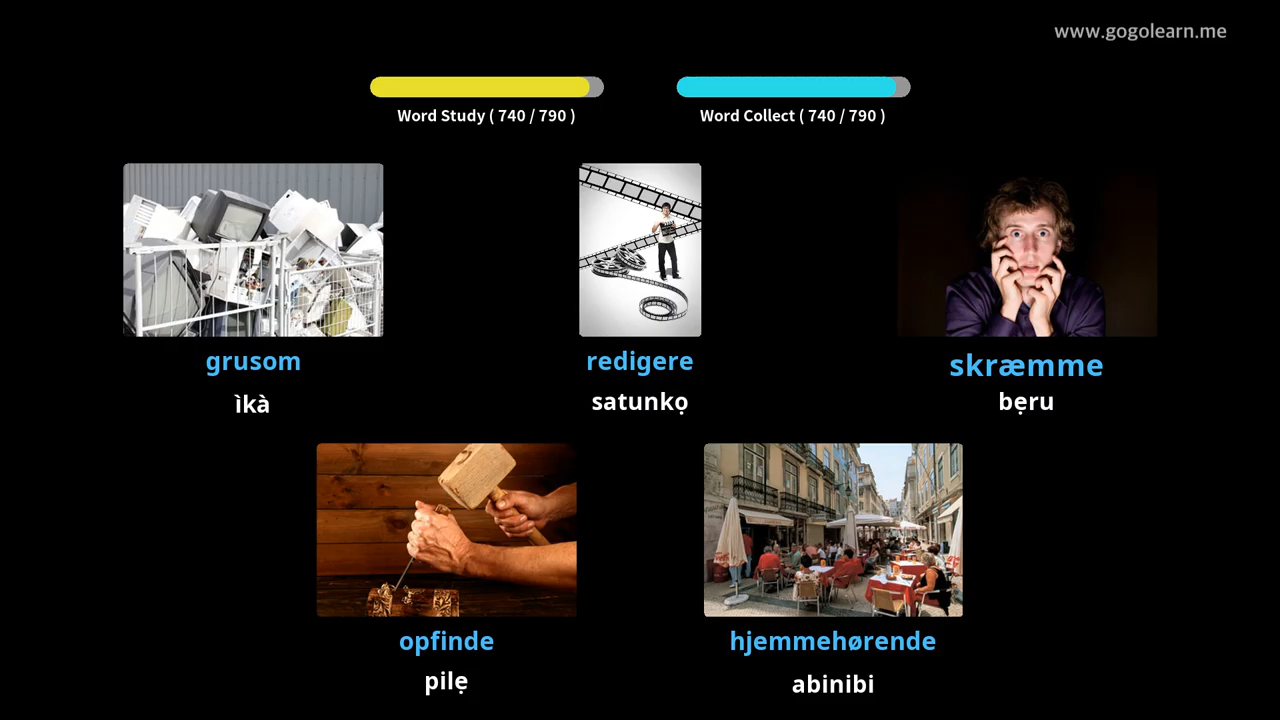 www.gogolearn.me
Word Study ( 740 / 790 )
Word Collect ( 740 / 790 )
grusom
ìkà
redigere
satunkọ
skræmme
bẹru
opfinde
pilẹ
hjemmehørende
abinibi